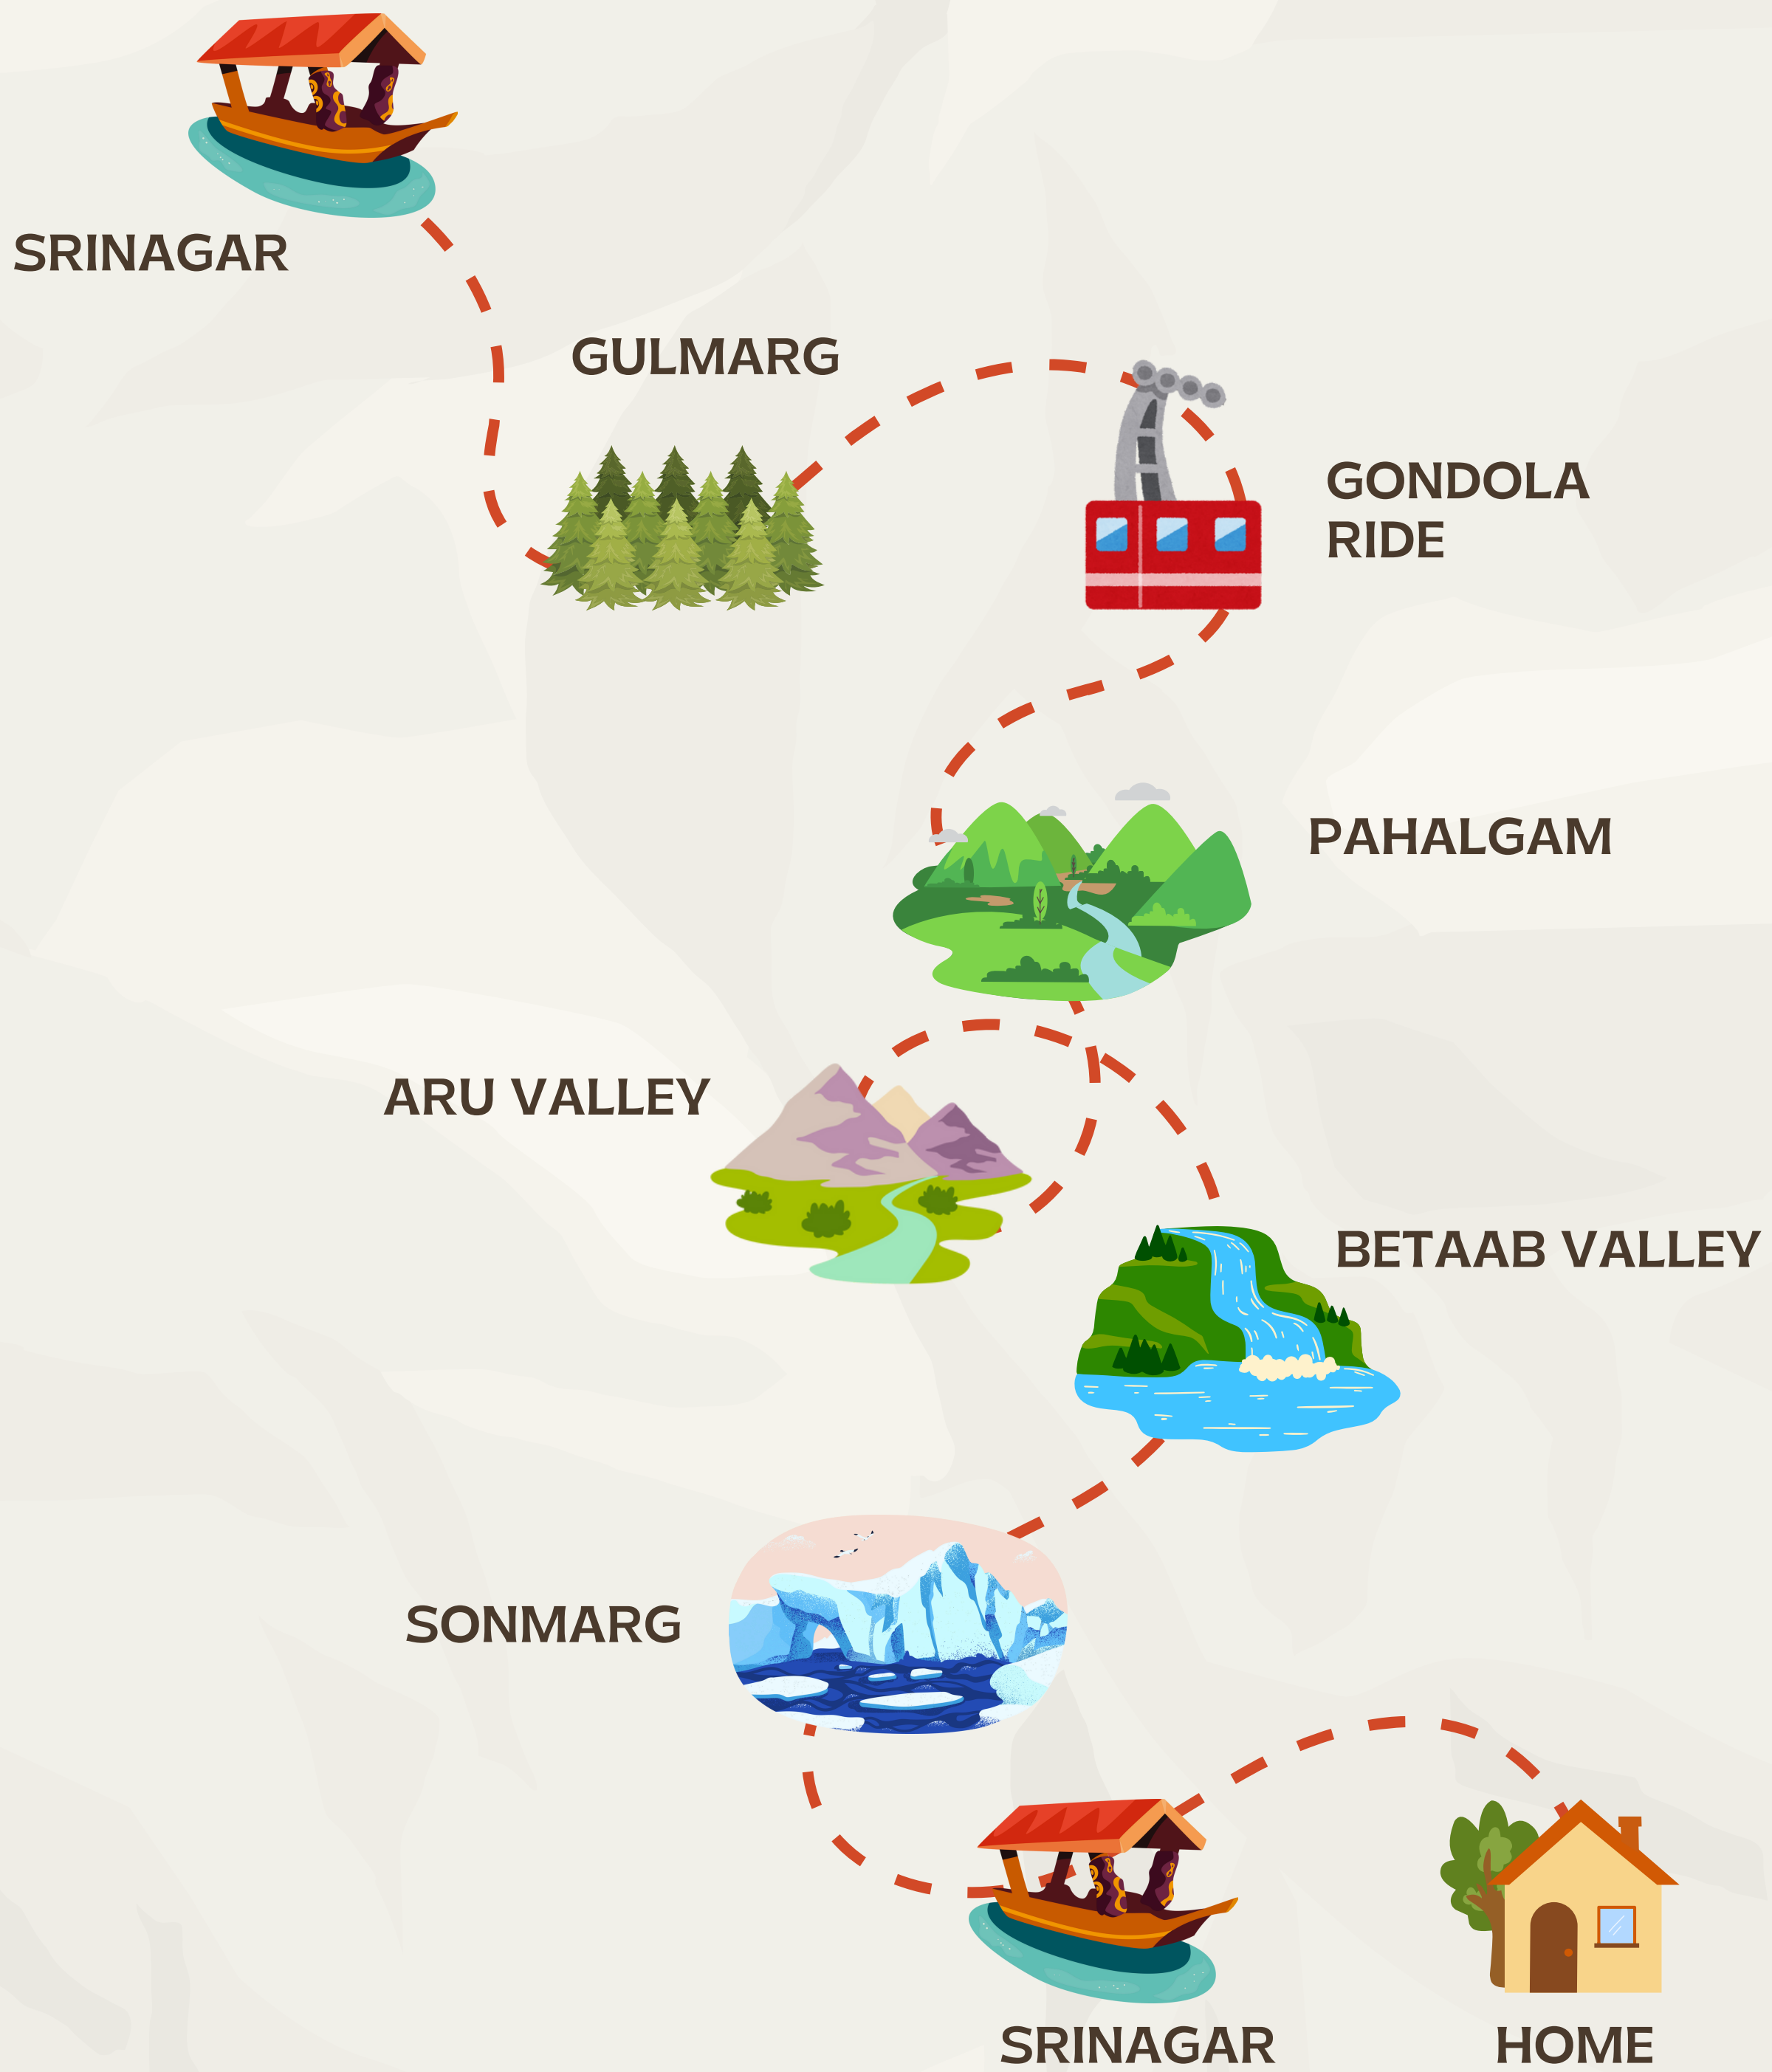 SRINAGAR
GULMARG
GONDOLA
RIDE
PAHALGAM
ARU VALLEY
BETAAB VALLEY
SONMARG
SRINAGAR
HOME